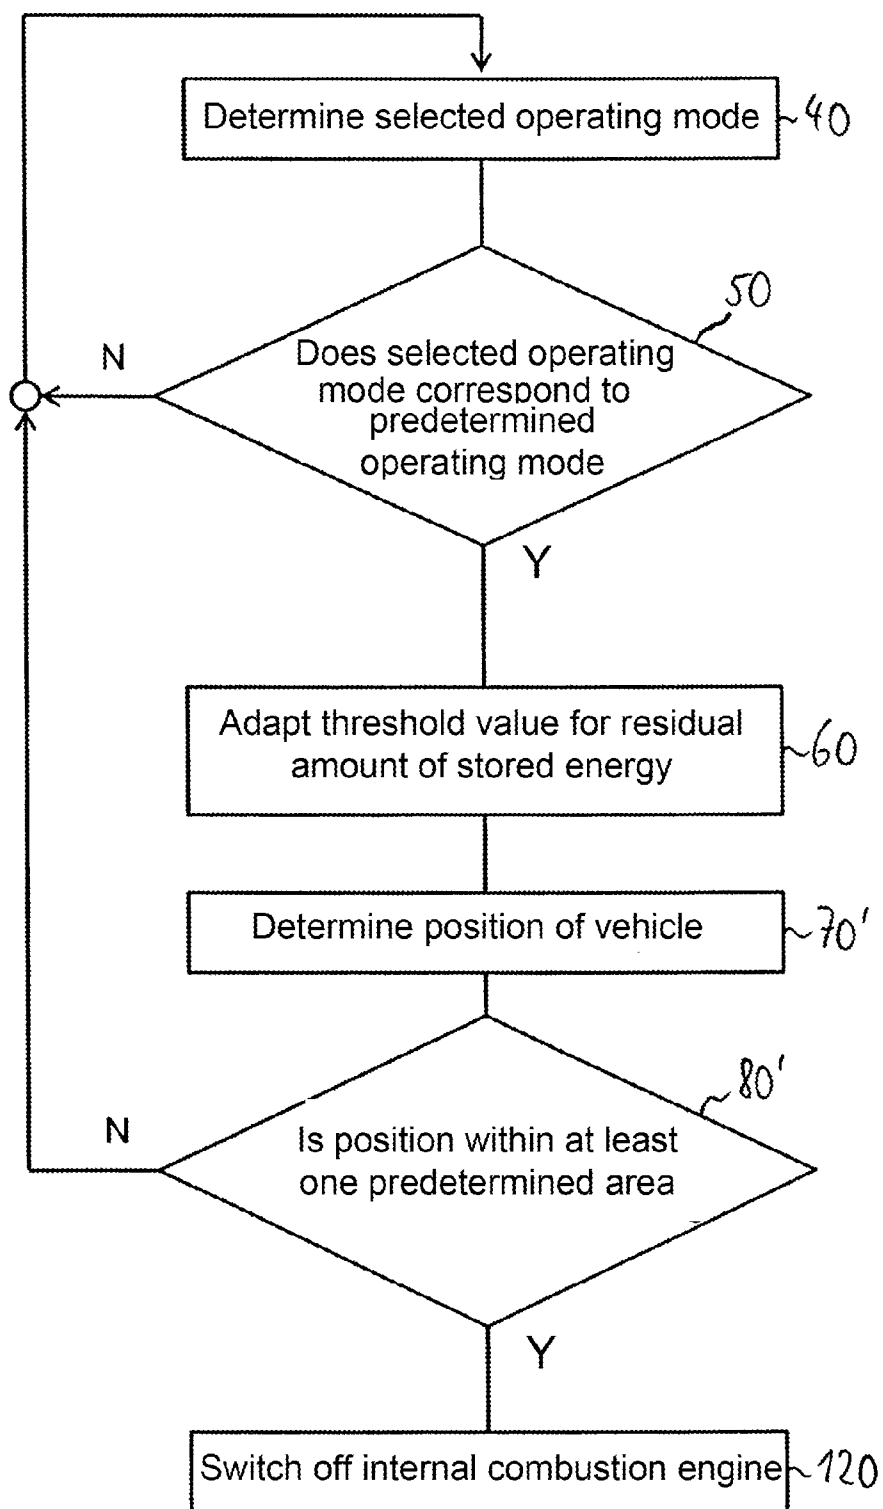 Determine selected operating mode 40
50
N
Does selected operating
mode correspond to
predetermined
operating mode
Y
Adapt threshold value for residual
amount of stored energy
60
Determine position of vehicle 70'
80'
N
Is position within at least
one predetermined area
Y
Switch off internal combustion engine 120